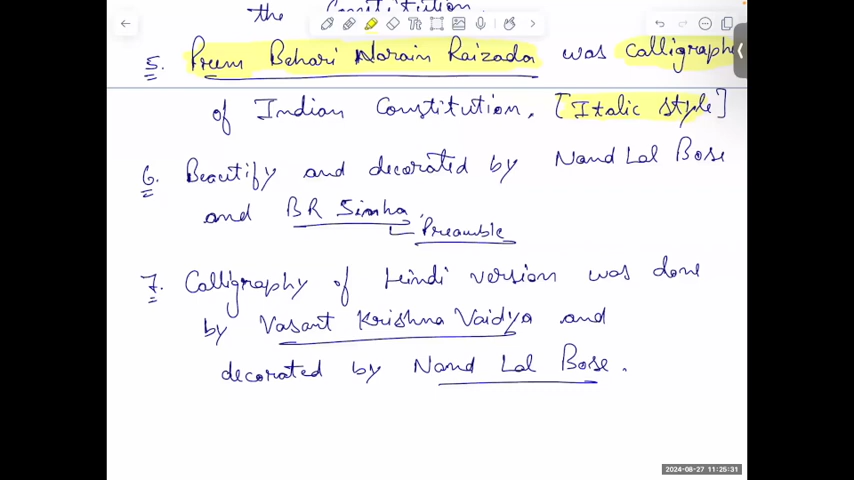 the Constitution.
5. Prem Behari Narain Raizada was calligraphe
of Indian Constitution. [Italic style]
6. Beautify and decorated by Nand Lal Bose
and BR Sinha.
Preamble
7. Calligraphy of Hindi version was done
by Vasant Krishna Vaidya and
decorated by Nand Lal Bose.
2024-08-27 11:25:31